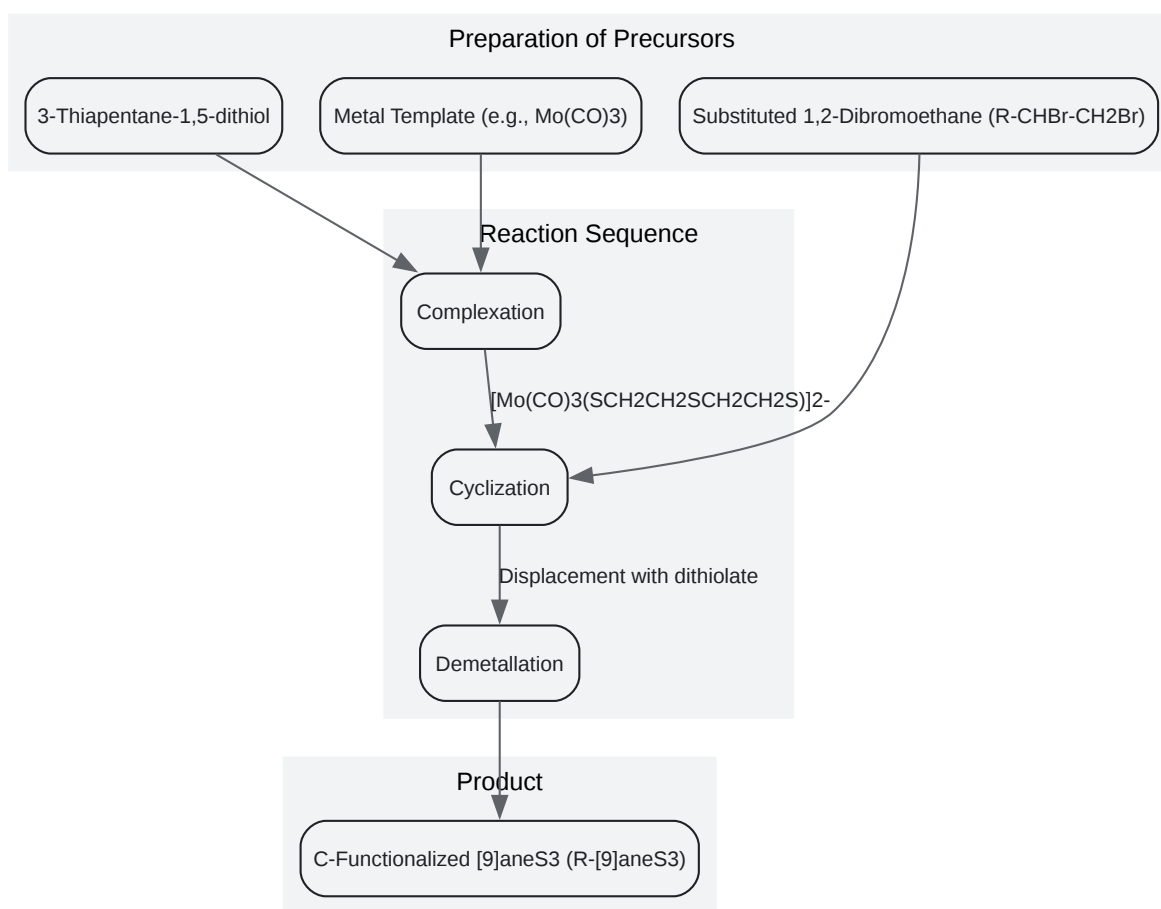 Preparation of Precursors
3-Thiapentane-1,5-dithiol
Metal Template (e.g., Mo(CO)3)
Substituted 1,2-Dibromoethane (R-CHBr-CH2Br)
Reaction Sequence
Complexation
[Mo(CO)3(SCH2CH2SCH2CH2S)]2-
Cyclization
Displacement with dithiolate
Demetallation
Product
C-Functionalized [9]aneS3 (R-[9]aneS3)